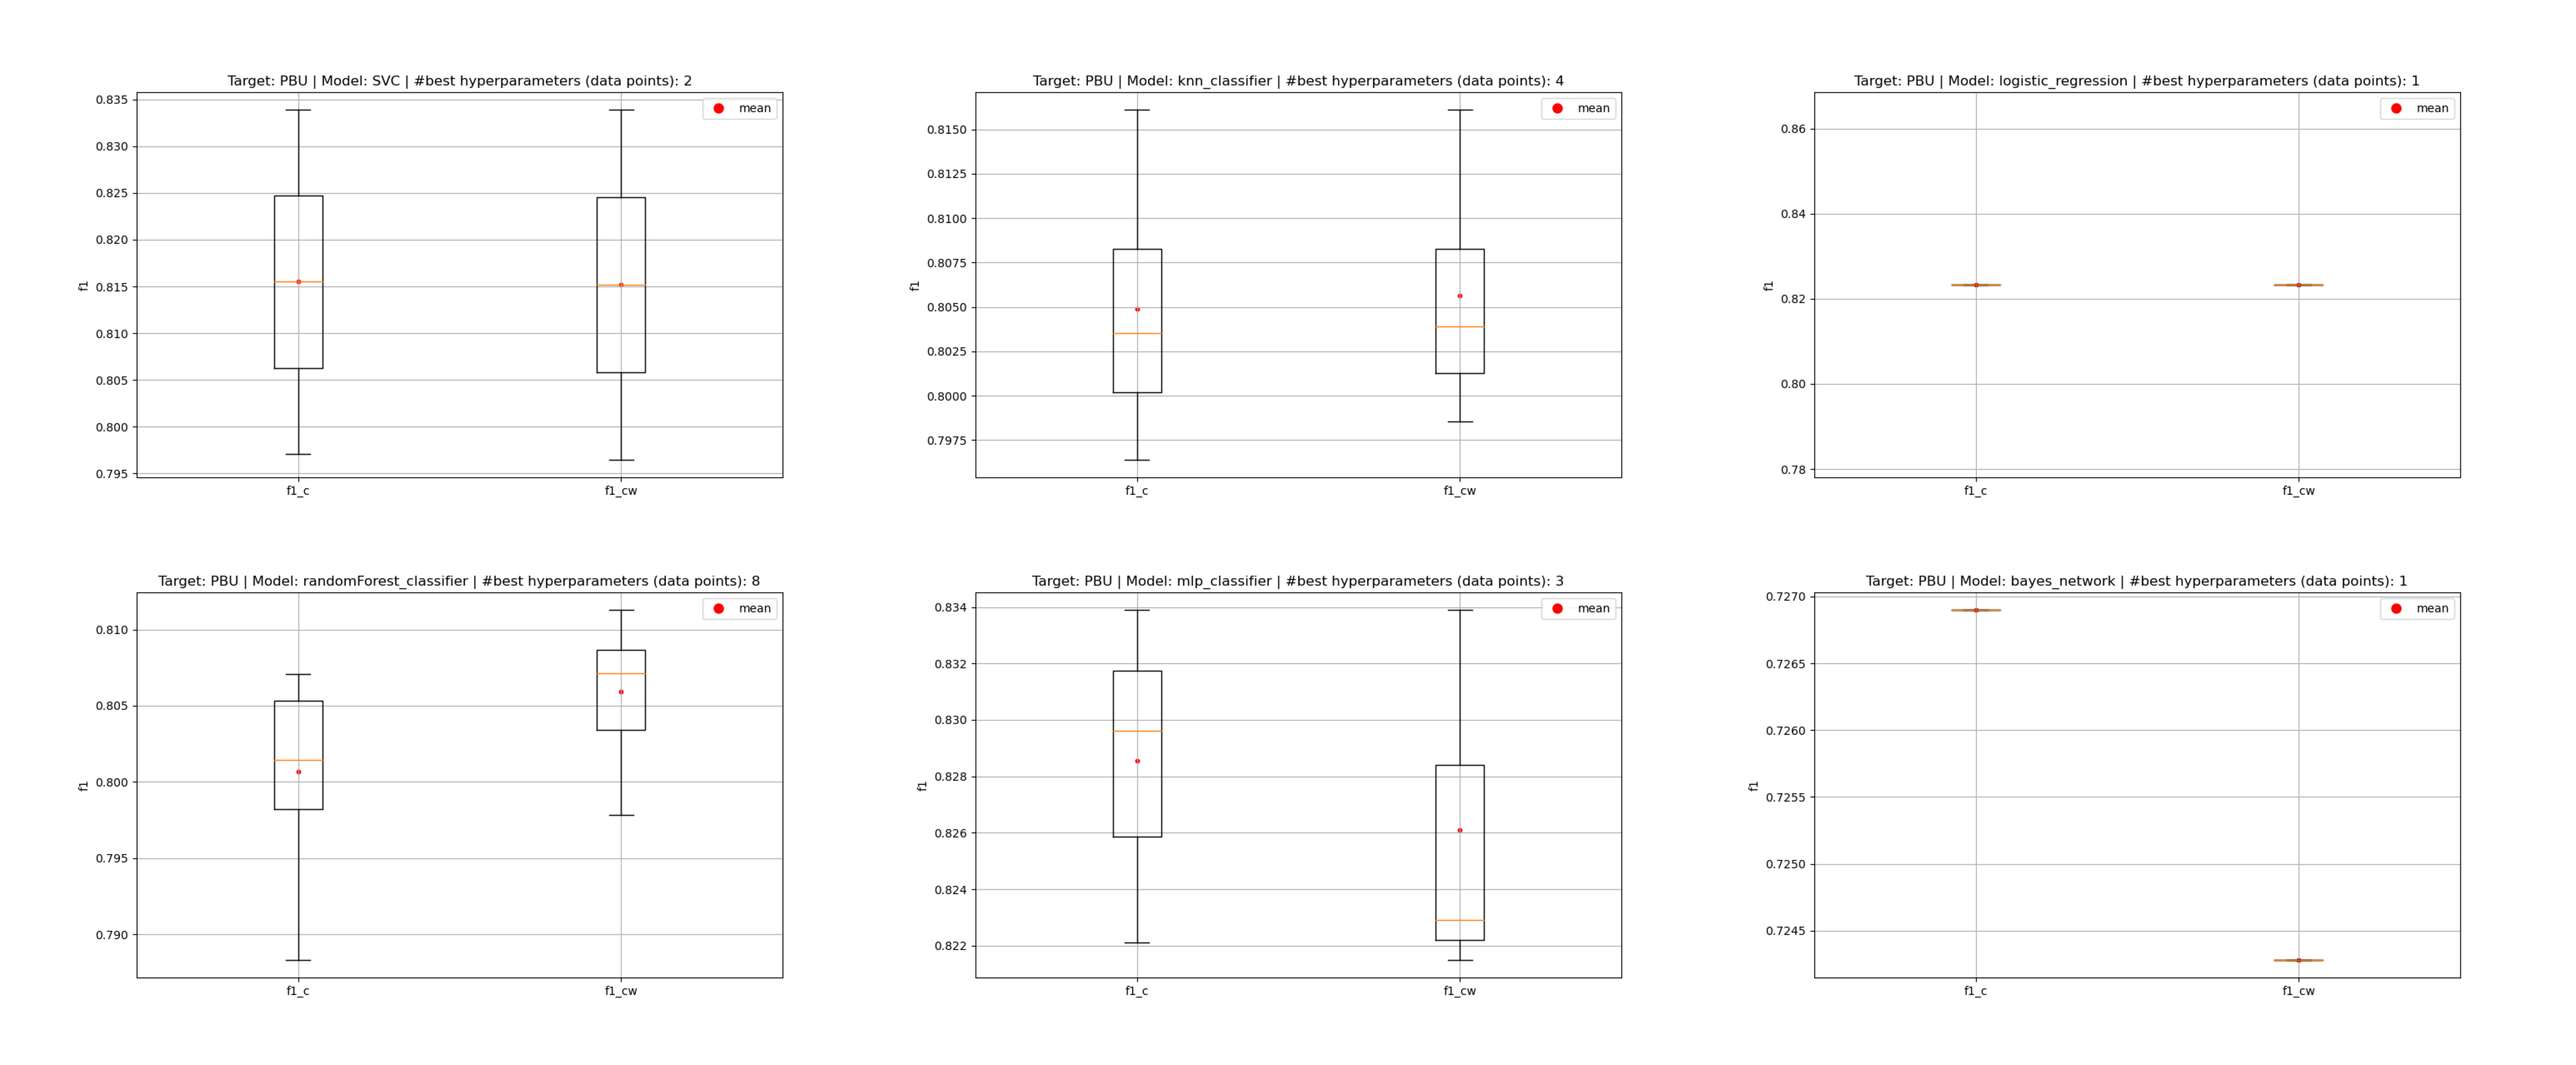 Target: PBU | Model: SVC | #best hyperparameters (data points): 2
mean
0.835
0.830
0.825
0.820
0.815
0.810
0.805
0.800
0.795
f1
f1_c
f1_cw
Target: PBU | Model: knn_classifier | #best hyperparameters (data points): 4
mean
0.8150
0.8125
0.8100
0.8075
0.8050
0.8025
0.8000
0.7975
f1
f1_c
f1_cw
Target: PBU | Model: logistic_regression | #best hyperparameters (data points): 1
mean
0.86
0.84
0.82
0.80
0.78
f1
f1_c
f1_cw
Target: PBU | Model: randomForest_classifier | #best hyperparameters (data points): 8
mean
0.810
0.805
0.800
0.795
0.790
f1
f1_c
f1_cw
Target: PBU | Model: mlp_classifier | #best hyperparameters (data points): 3
mean
0.834
0.832
0.830
0.828
0.826
0.824
0.822
f1
f1_c
f1_cw
Target: PBU | Model: bayes_network | #best hyperparameters (data points): 1
mean
0.7270
0.7265
0.7260
0.7255
0.7250
0.7245
f1
f1_c
f1_cw